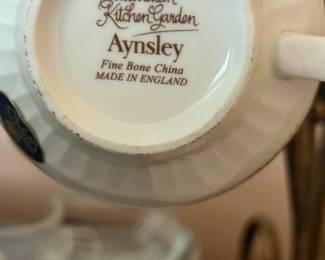 Kitchen Garden
Aynsley
Fine Bone China
MADE IN ENGLAND